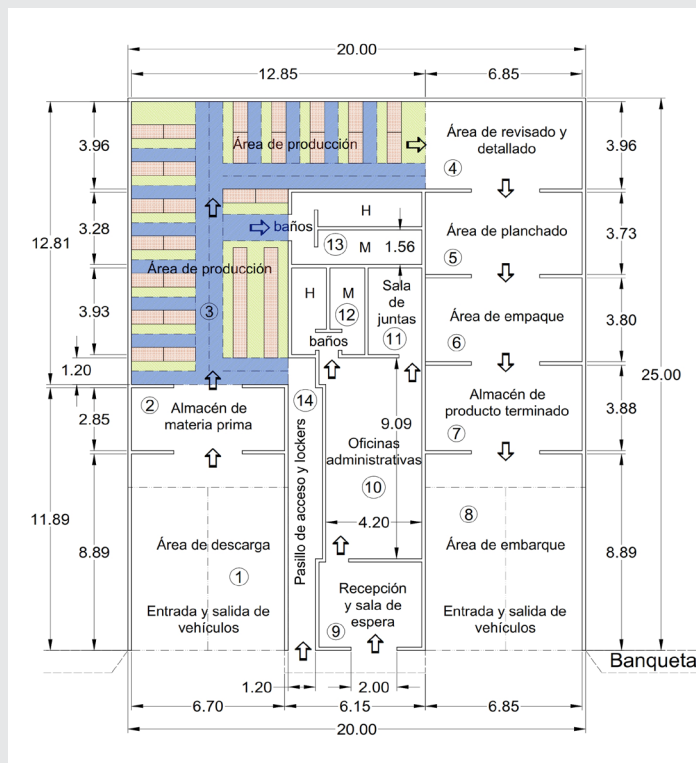 20.00
12.85
6.85
3.96
Área de producción
Área de revisado y
detallado
4
3.96
12.81
3.28
H
baños
13
M
1.56
Área de planchado
5
3.73
Área de producción
3
3.93
H
M
12
baños
Sala
de
juntas
11
Área de empaque
6
3.80
25.00
1.20
2
Almacén de
materia prima
2.85
14
Pasillo de acceso y lockers
9.09
Oficinas
administrativas
10
4.20
Almacén de
producto terminado
7
3.88
11.89
8.89
Área de descarga
1
Entrada y salida de
vehículos
8
Área de embarque
Entrada y salida de
vehículos
8.89
Recepción
y sala de
espera
9
Banqueta
1.20
2.00
6.70
6.15
6.85
20.00